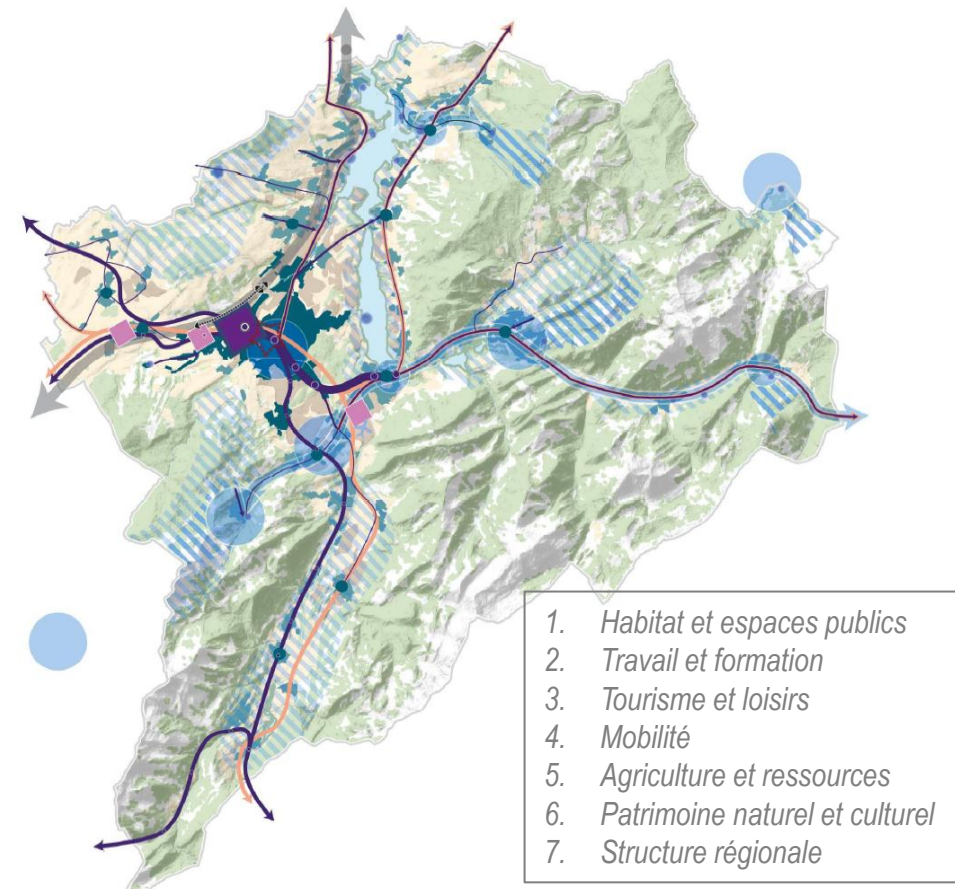 1. Habitat et espaces publics
2. Travail et formation
3. Tourisme et loisirs
4. Mobilité
5. Agriculture et ressources
6. Patrimoine naturel et culturel
7. Structure régionale